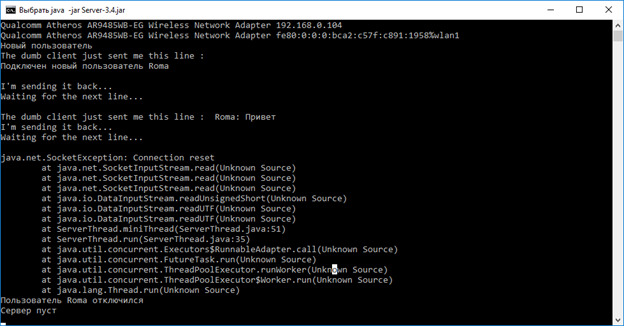 Выбрать java  -jar Server-3.4.jar
Qualcomm Atheros AR9485WB-EG Wireless Network Adapter 192.168.0.104
Qualcomm Atheros AR9485WB-EG Wireless Network Adapter fe80:0:0:0:bca2:c57f:c891:1958%wlan1
Новый пользователь
The dumb client just sent me this line :
Подключен новый пользователь Roma
I'm sending it back...
Waiting for the next line...
The dumb client just sent me this line :  Roma: Привет
I'm sending it back...
Waiting for the next line...
java.net.SocketException: Connection reset
at java.net.SocketInputStream.read(Unknown Source)
at java.net.SocketInputStream.read(Unknown Source)
at java.net.SocketInputStream.read(Unknown Source)
at java.io.DataInputStream.readUnsignedShort(Unknown Source)
at java.io.DataInputStream.readUTF(Unknown Source)
at java.io.DataInputStream.readUTF(Unknown Source)
at ServerThread.miniThread(ServerThread.java:51)
at ServerThread.run(ServerThread.java:35)
at java.util.concurrent.Executors$RunnableAdapter.call(Unknown Source)
at java.util.concurrent.FutureTask.run(Unknown Source)
at java.util.concurrent.ThreadPoolExecutor.runWorker(Unknown Source)
at java.util.concurrent.ThreadPoolExecutor$Worker.run(Unknown Source)
at java.lang.Thread.run(Unknown Source)
Пользователь Roma отключился
Сервер пуст